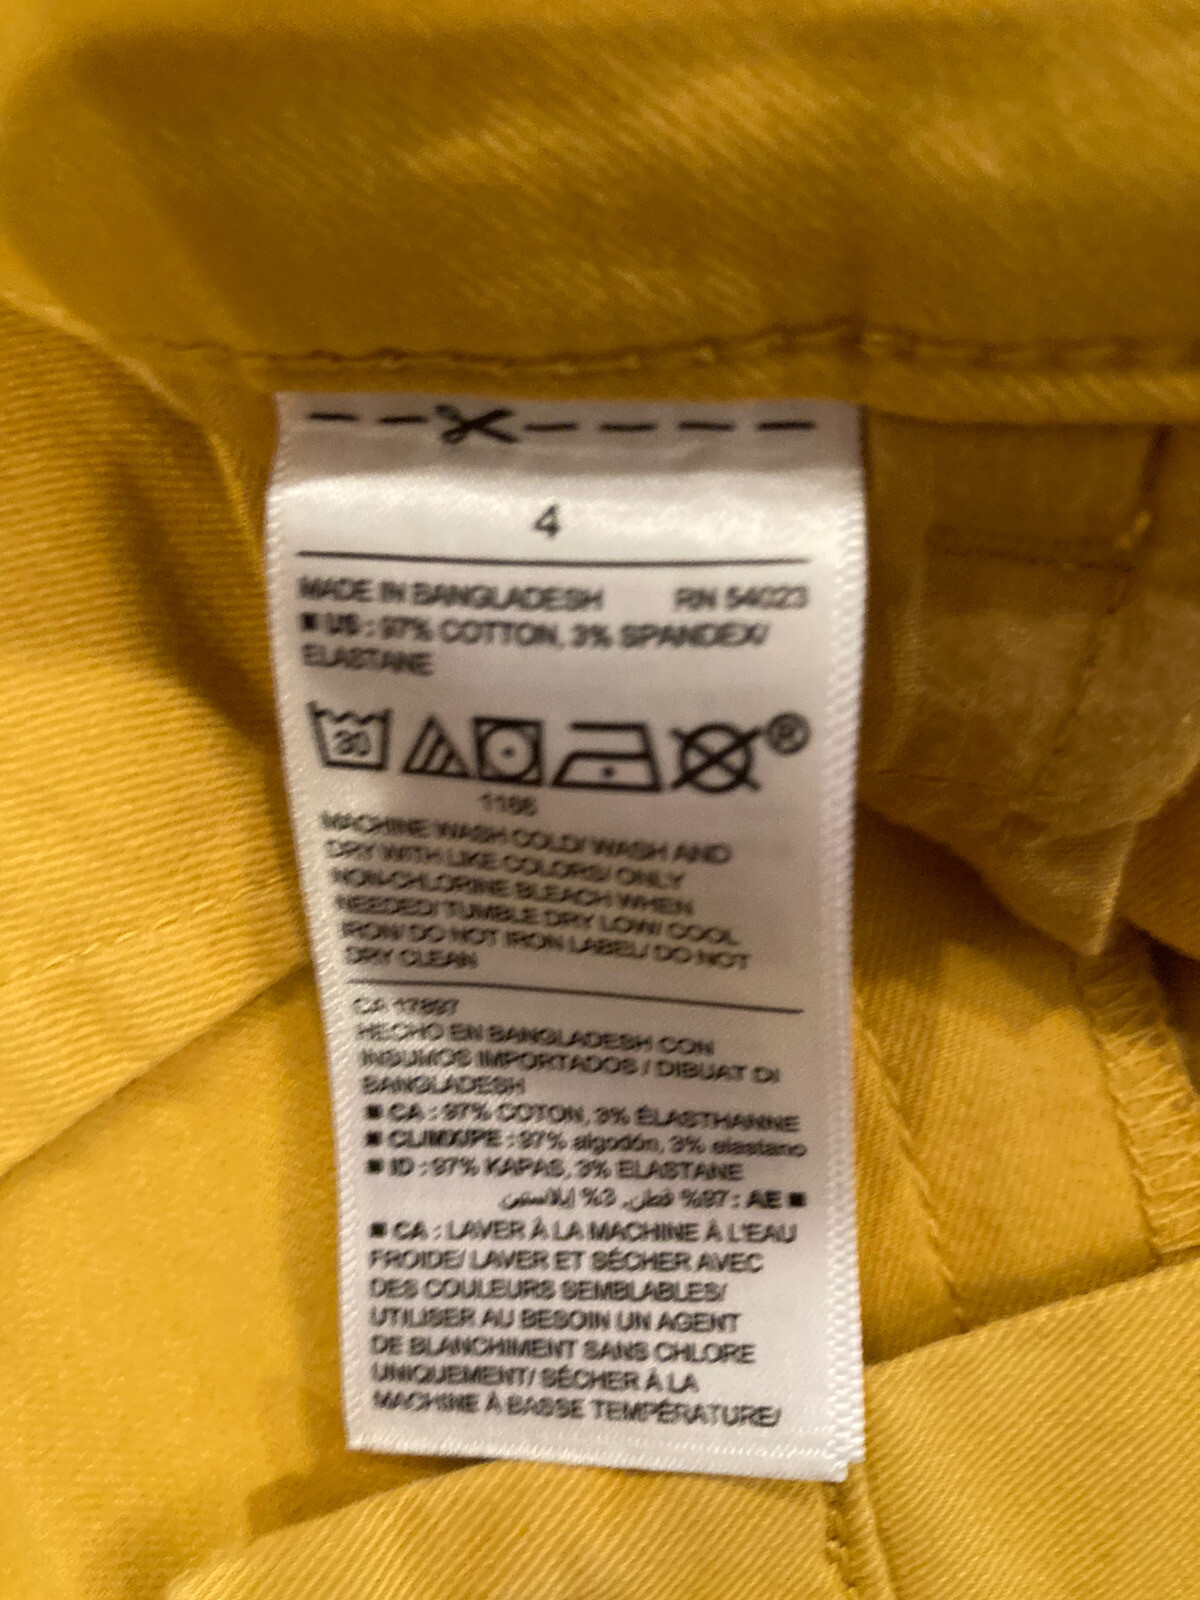 4
MADE IN BANGLADESH RN 54023
■ US : 97% COTTON, 3% SPANDEX/
ELASTANE
30
®
1166
MACHINE WASH COLD/ WASH AND
DRY WITH LIKE COLORS/ ONLY
NON-CHLORINE BLEACH WHEN
NEEDED/ TUMBLE DRY LOW/ COOL
IRON/ DO NOT IRON LABEL/ DO NOT
DRY CLEAN
CA 17897
HECHO EN BANGLADESH CON
INSUMOS IMPORTADOS / DIBUAT DI
BANGLADESH
■ CA : 97% COTON, 3% ÉLASTHANNE
■ CL/MX/PE : 97% algodón, 3% elastano
■ ID : 97% KAPAS, 3% ELASTANE
■ AE : 97% قطن, 3% إيلاستين
■ CA : LAVER À LA MACHINE À L'EAU
FROIDE/ LAVER ET SÉCHER AVEC
DES COULEURS SEMBLABLES/
UTILISER AU BESOIN UN AGENT
DE BLANCHIMENT SANS CHLORE
UNIQUEMENT/ SÉCHER À LA
MACHINE À BASSE TEMPÉRATURE/